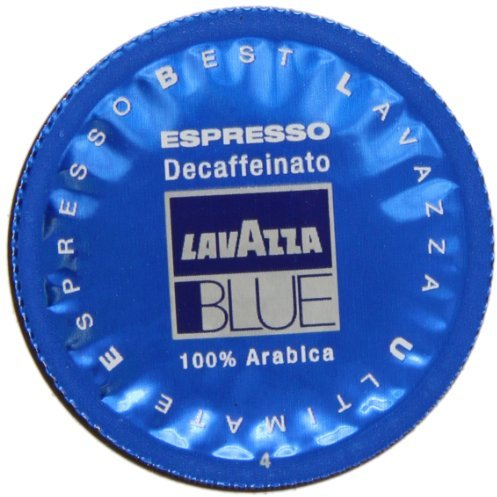 BEST LAVAZZA ULTIMATE ESPRESSO
ESPRESSO
Decaffeinato
LAVAZZA
BLUE
100% Arabica
4